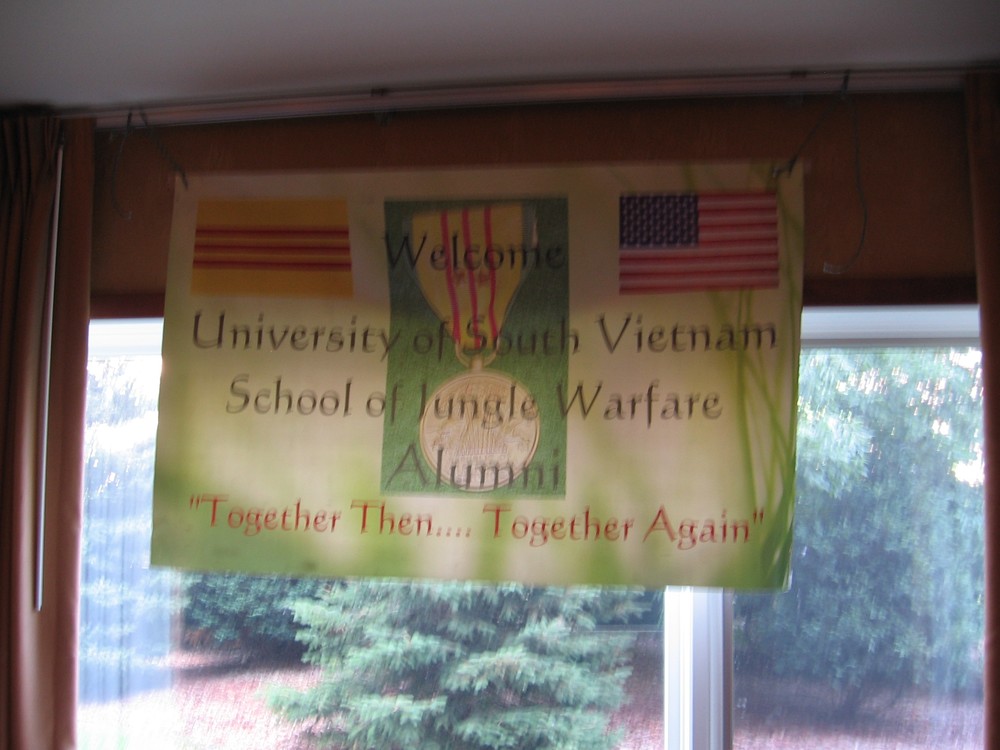 Welcome
University of South Vietnam
School of Jungle Warfare
Alumni
"Together Then.... Together Again"